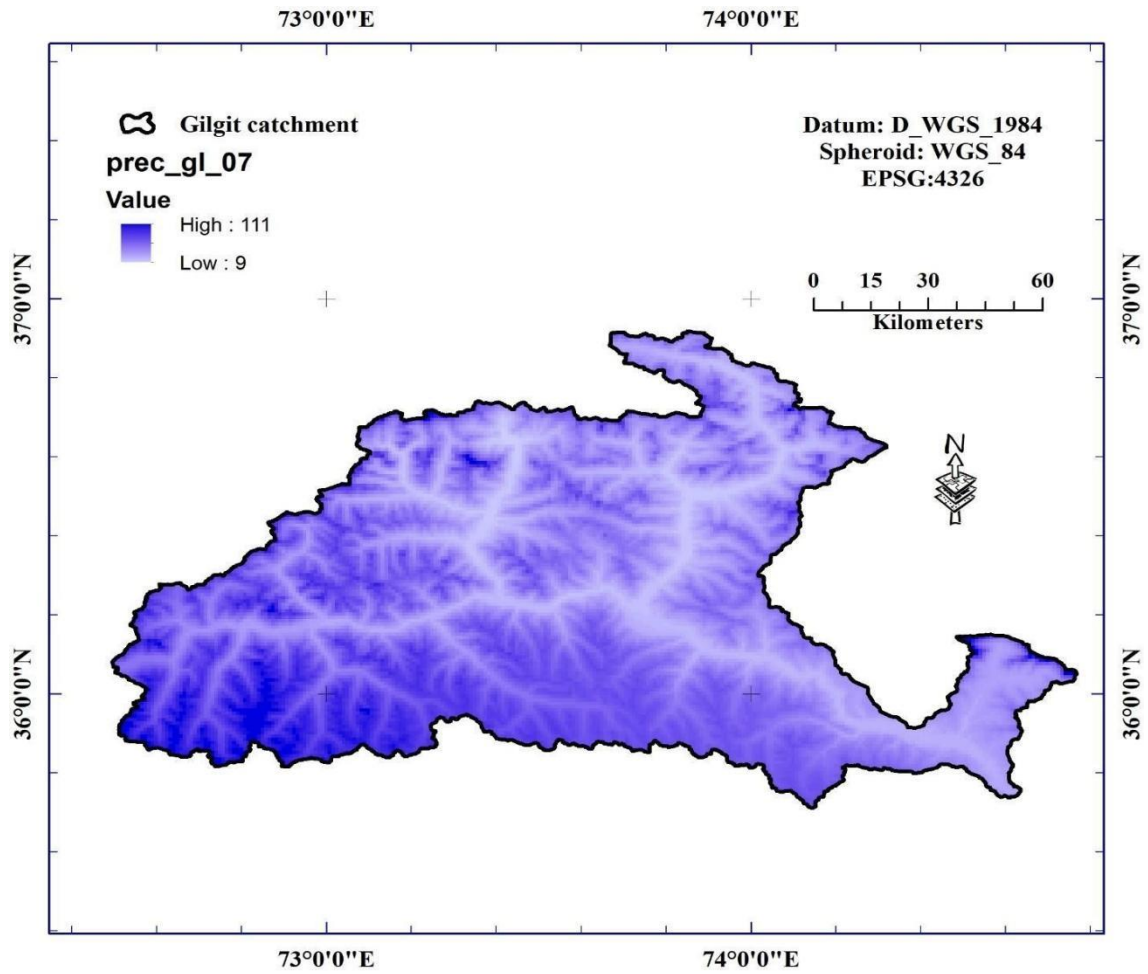 73°0'0"E 74°0'0"E
Gilgit catchment
prec_gl_07
Value
High : 111
Low : 9
Datum: D_WGS_1984
Spheroid: WGS_84
EPSG:4326
0 15 30 60
Kilometers
37°0'0"N 37°0'0"N
N
36°0'0"N 36°0'0"N
73°0'0"E 74°0'0"E